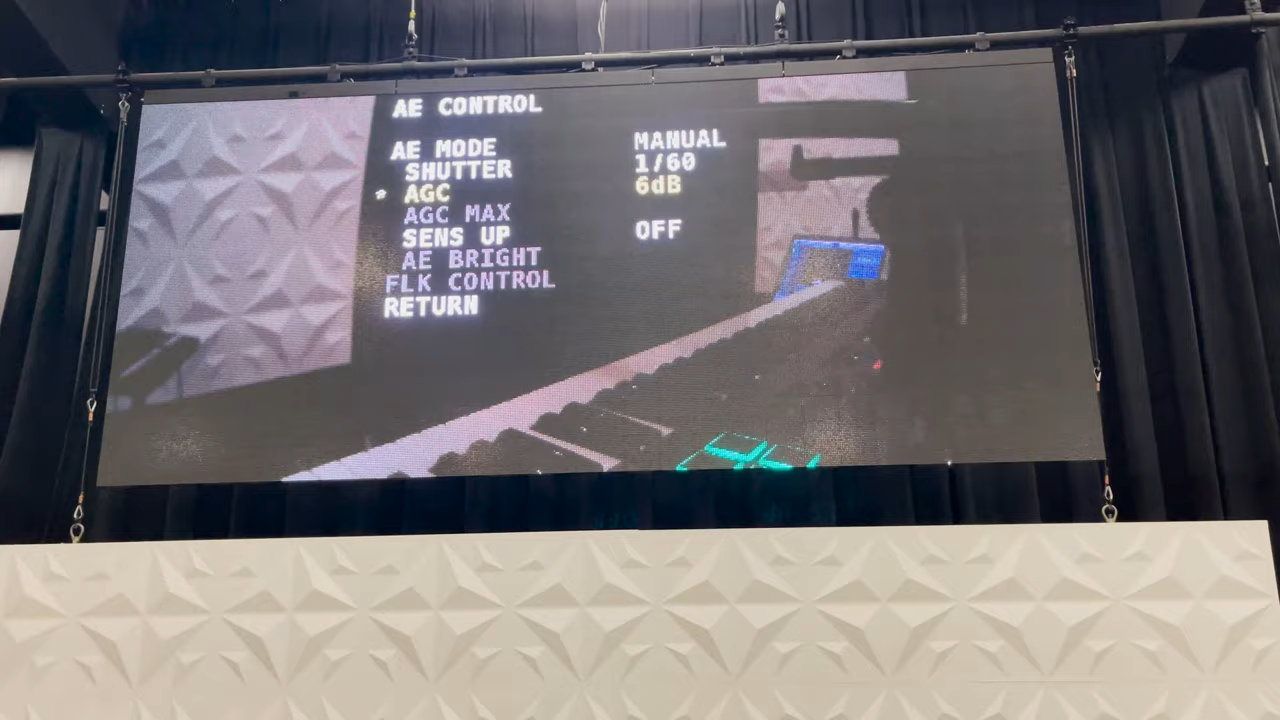 AE CONTROL
AE MODE MANUAL
SHUTTER 1/60
* AGC 6dB
AGC MAX
SENS UP OFF
AE BRIGHT
FLK CONTROL
RETURN